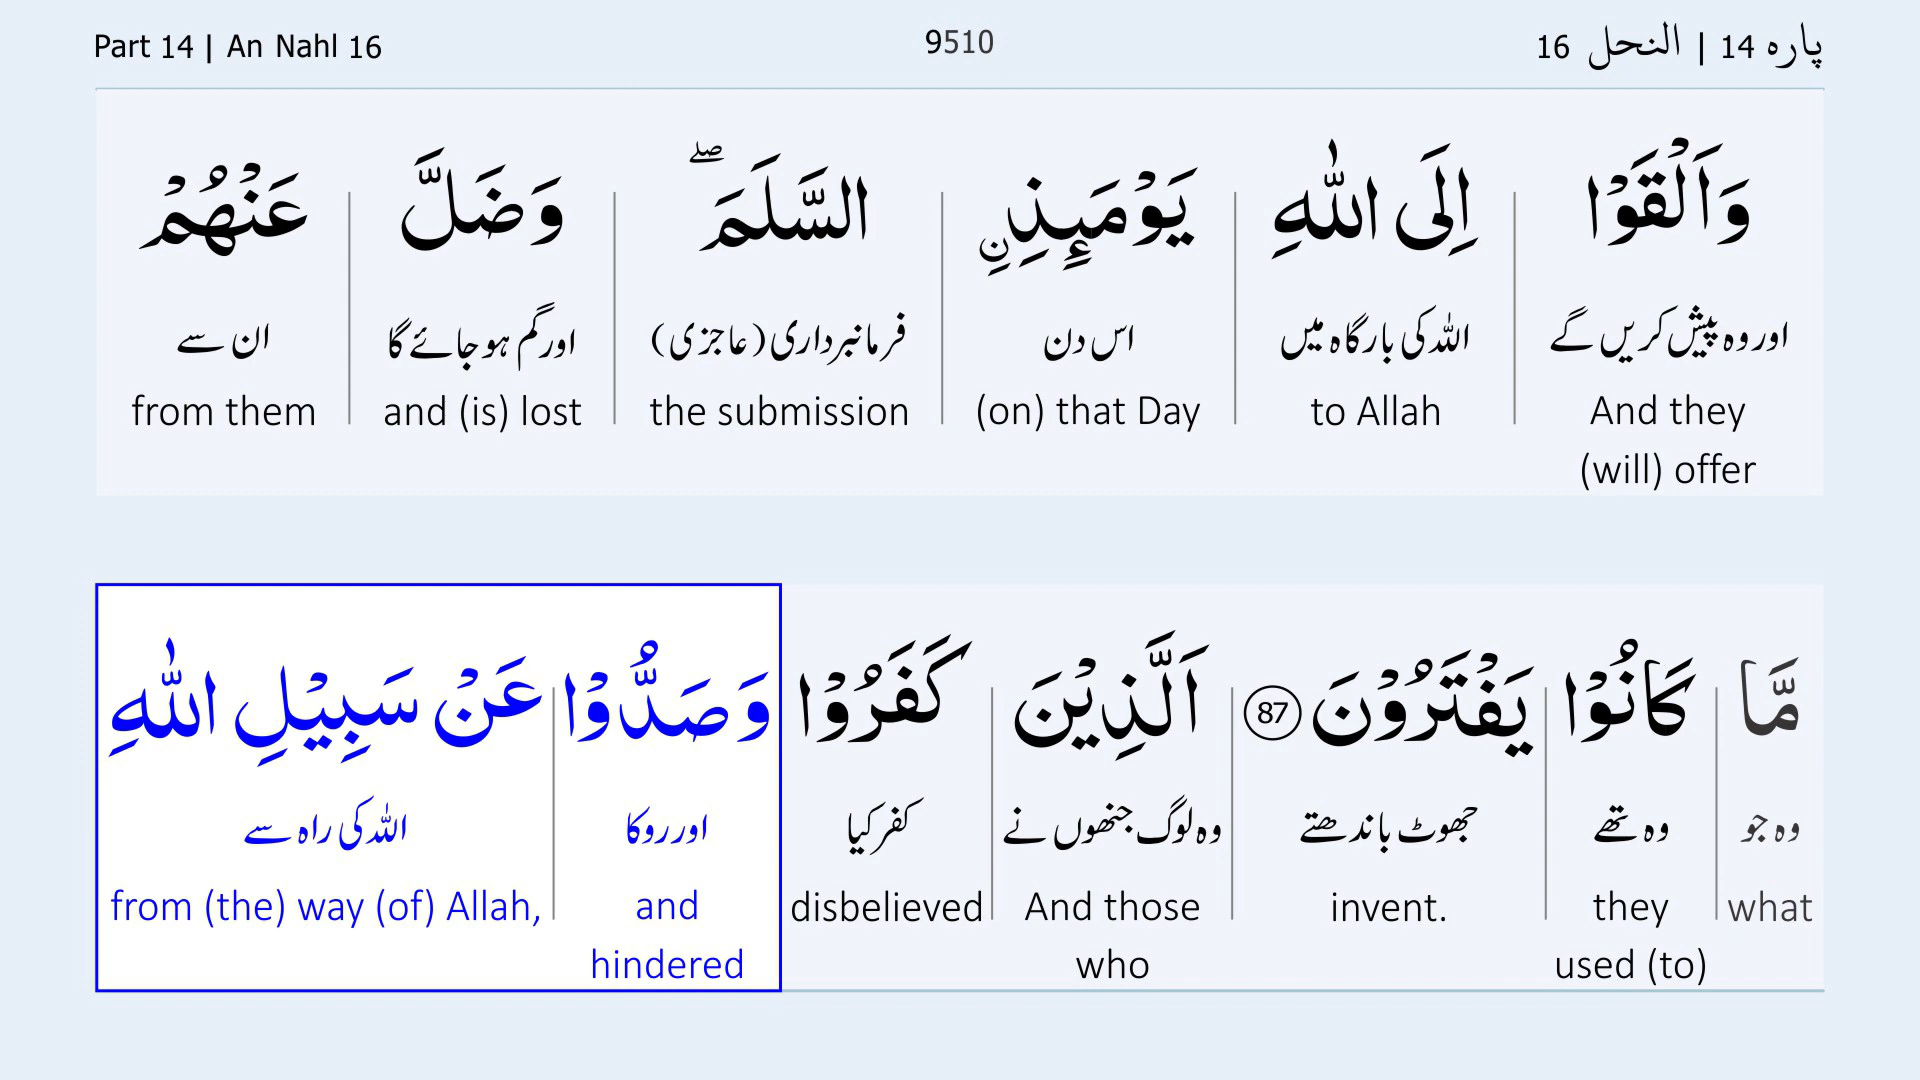 Part 14 | An Nahl 16
9510
پارہ 14 | النحل 16
وَاَلْقَوْا اِلَى اللّٰهِ يَوْمَىِٕذِ ِۨ السَّلَمَ ۖ وَضَلَّ عَنْهُمْ
اور وہ پیش کریں گے اللہ کی بارگاہ میں اس دن فرمانبرداری (عاجزی) اور گم ہو جائے گا ان سے
And they to Allah (on) that Day the submission and (is) lost from them
(will) offer
مَّا كَانُوْا يَفْتَرُوْنَ 87 اَلَّذِيْنَ كَفَرُوْا وَصَدُّوْا عَنْ سَبِيْلِ اللّٰهِ
وہ جو وہ تھے جھوٹ باندھتے وہ لوگ جنھوں نے کفر کیا اور روکا اللہ کی راہ سے
what they invent. And those disbelieved and from (the) way (of) Allah,
used (to) who hindered